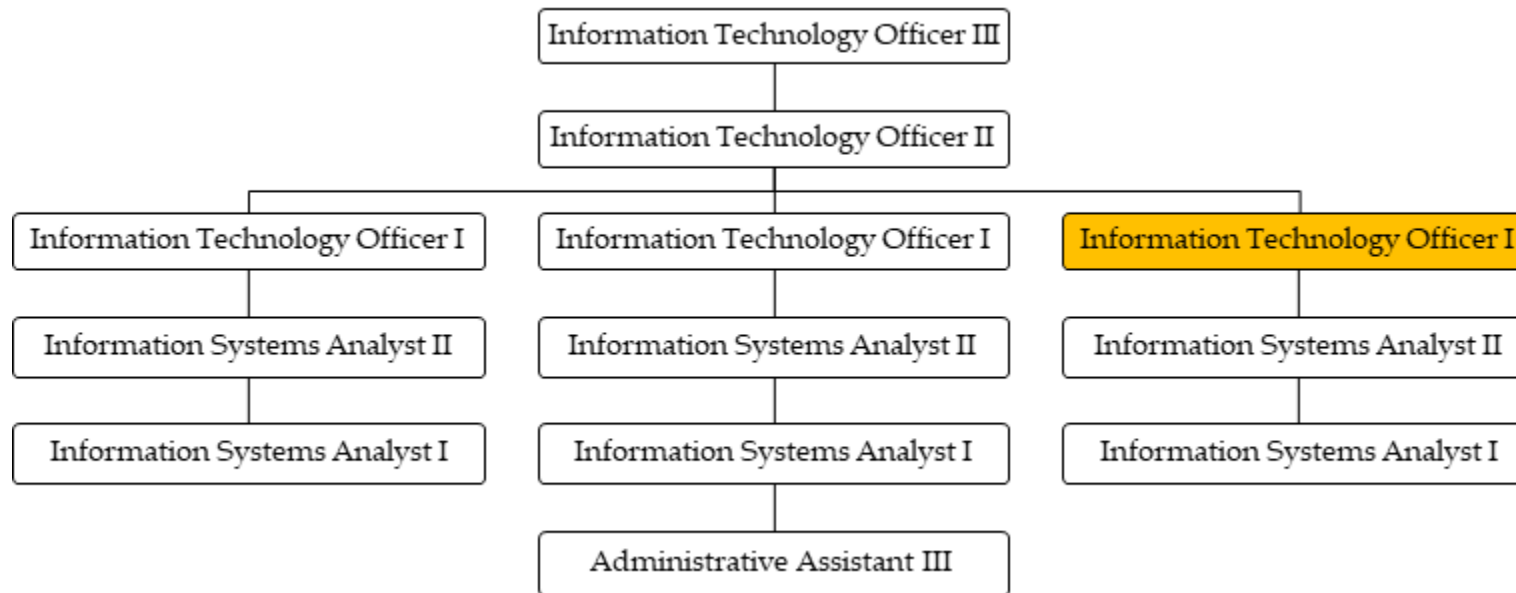 Information Technology Officer III
Information Technology Officer II
Information Technology Officer I
Information Technology Officer I
Information Technology Officer I
Information Systems Analyst II
Information Systems Analyst II
Information Systems Analyst II
Information Systems Analyst I
Information Systems Analyst I
Information Systems Analyst I
Administrative Assistant III